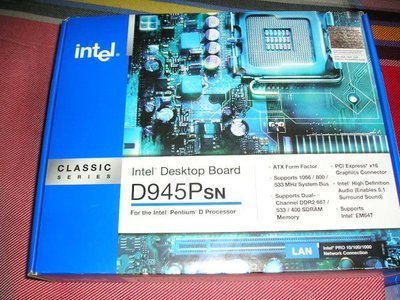 intel
CLASSIC
SERIES
Intel® Desktop Board
D945PSN
For the Intel® Pentium® D Processor
• ATX Form Factor
• Supports 1066 / 800 /
533 MHz System Bus
• Supports Dual-
Channel DDR2 667 /
533 / 400 SDRAM
Memory
• PCI Express* x16
Graphics Connector
• Intel® High Definition
Audio (Enables 5.1
Surround Sound)
• Supports
Intel® EM64T
LAN
Intel® PRO 10/100/1000
Network Connection